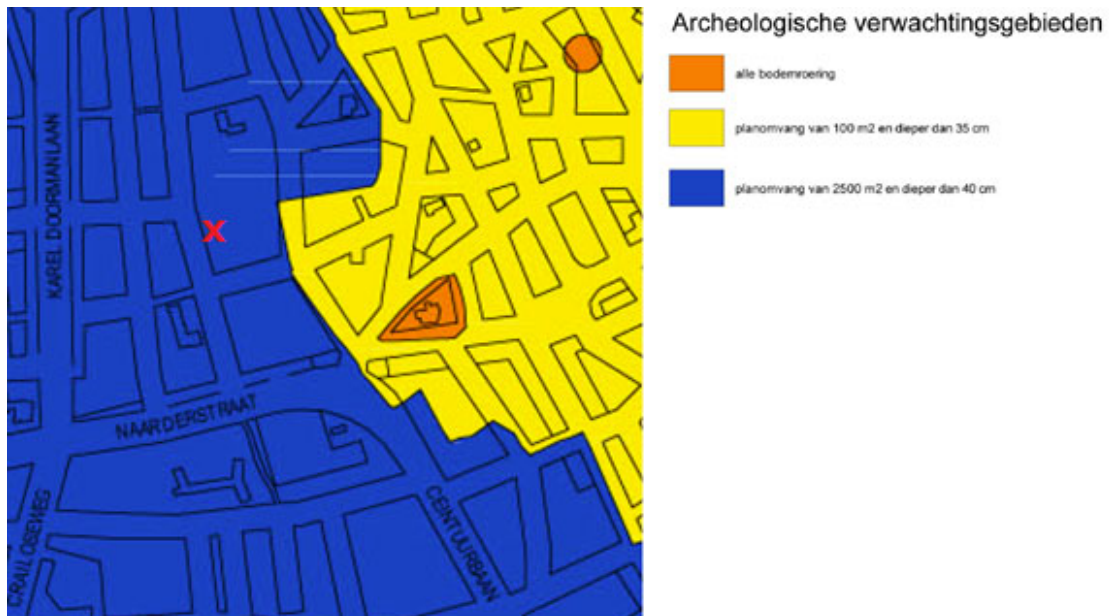 Archeologische verwachtingsgebieden
alle bodemroering
planomvang van 100 m2 en dieper dan 35 cm
planomvang van 2500 m2 en dieper dan 40 cm
KAREL DOORMANLAAN
X
NAARDERSTRAAT
CRAILOSEWEG
CEINTUURBAAN